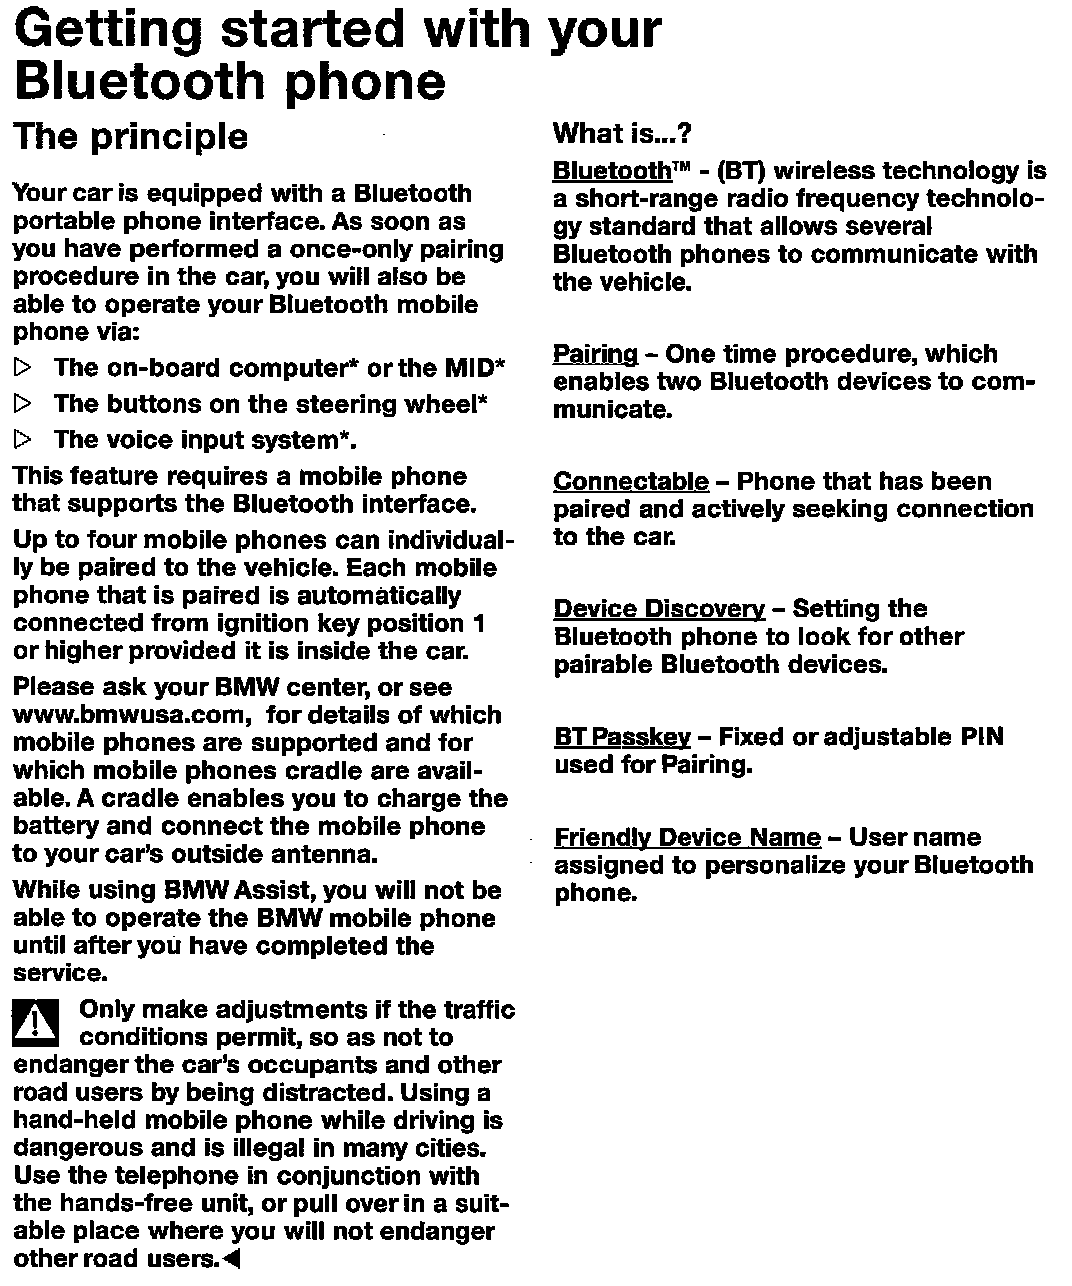 Getting started with your
Bluetooth phone
The principle
Your car is equipped with a Bluetooth
portable phone interface. As soon as
you have performed a once-only pairing
procedure in the car, you will also be
able to operate your Bluetooth mobile
phone via:
▷ The on-board computer* or the MID*
▷ The buttons on the steering wheel*
▷ The voice input system*.
This feature requires a mobile phone
that supports the Bluetooth interface.
Up to four mobile phones can individual-
ly be paired to the vehicle. Each mobile
phone that is paired is automatically
connected from ignition key position 1
or higher provided it is inside the car.
Please ask your BMW center, or see
www.bmwusa.com, for details of which
mobile phones are supported and for
which mobile phones cradle are avail-
able. A cradle enables you to charge the
battery and connect the mobile phone
to your car's outside antenna.
While using BMW Assist, you will not be
able to operate the BMW mobile phone
until after you have completed the
service.
Only make adjustments if the traffic
conditions permit, so as not to
endanger the car's occupants and other
road users by being distracted. Using a
hand-held mobile phone while driving is
dangerous and is illegal in many cities.
Use the telephone in conjunction with
the hands-free unit, or pull over in a suit-
able place where you will not endanger
other road users.◀
What is...?
Bluetooth™ - (BT) wireless technology is
a short-range radio frequency technolo-
gy standard that allows several
Bluetooth phones to communicate with
the vehicle.
Pairing – One time procedure, which
enables two Bluetooth devices to com-
municate.
Connectable – Phone that has been
paired and actively seeking connection
to the car.
Device Discovery – Setting the
Bluetooth phone to look for other
pairable Bluetooth devices.
BT Passkey – Fixed or adjustable PIN
used for Pairing.
Friendly Device Name – User name
assigned to personalize your Bluetooth
phone.